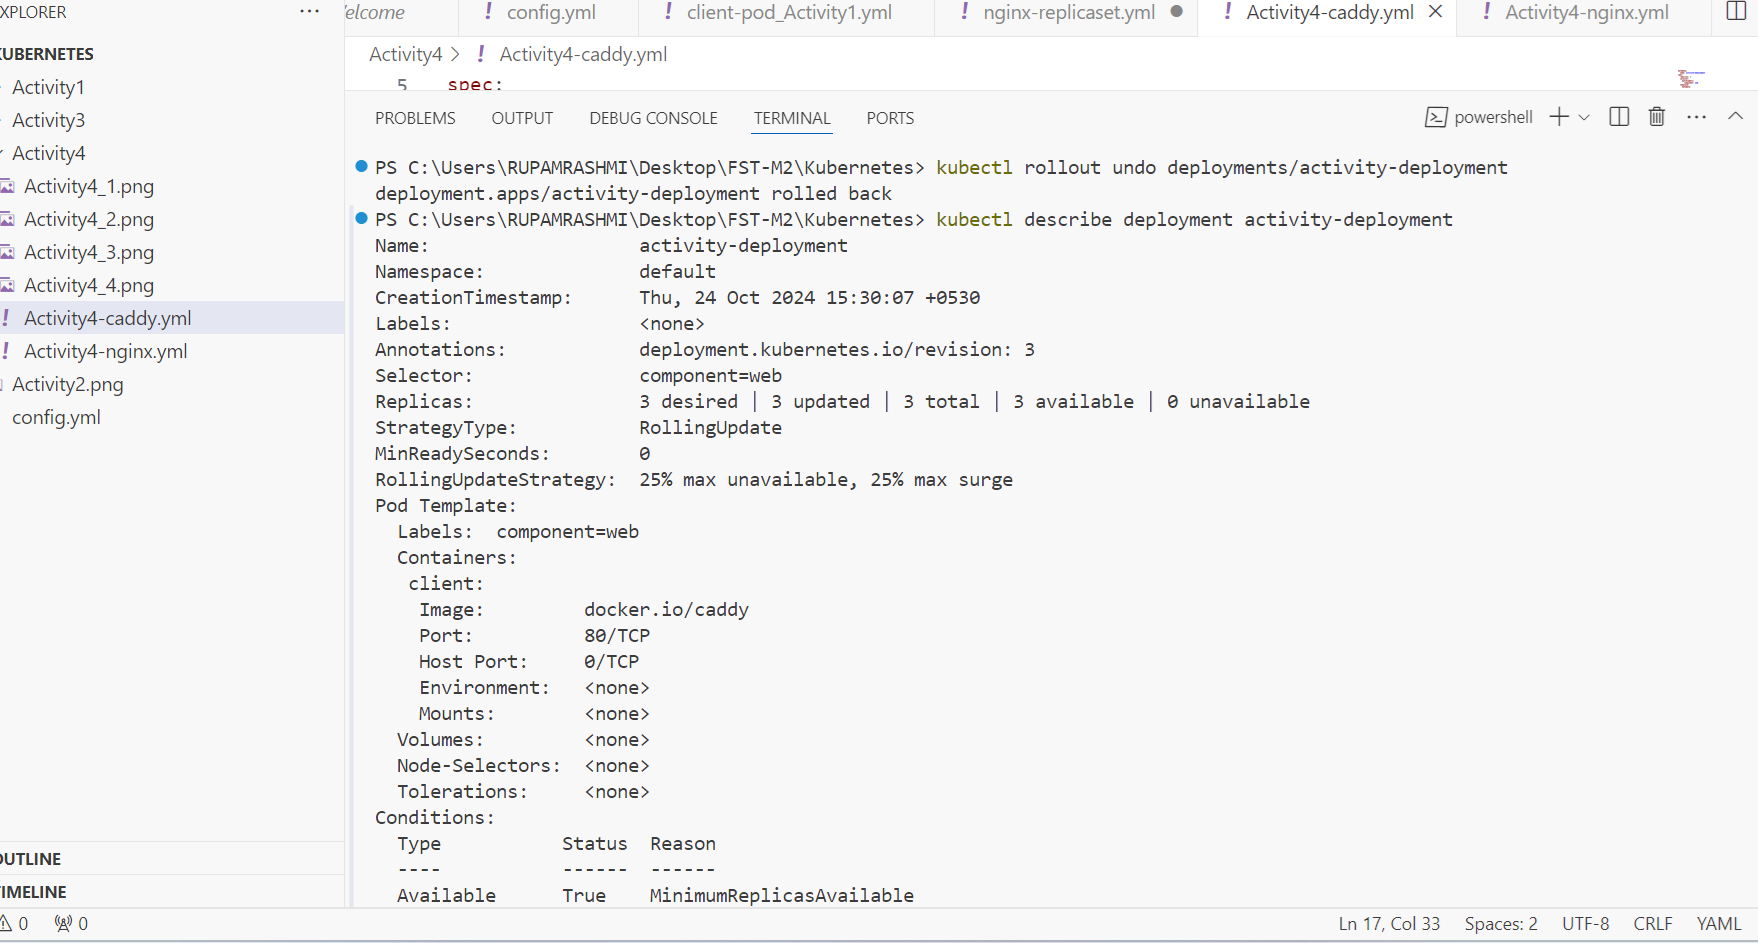 XPLORER
···
elcome
! config.yml
! client-pod_Activity1.yml
! nginx-replicaset.yml
! Activity4-caddy.yml
! Activity4-nginx.yml
KUBERNETES
Activity1
Activity3
Activity4
Activity4_1.png
Activity4_2.png
Activity4_3.png
Activity4_4.png
! Activity4-caddy.yml
! Activity4-nginx.yml
Activity2.png
config.yml
OUTLINE
TIMELINE
Activity4 > ! Activity4-caddy.yml
5 spec:
PROBLEMS OUTPUT DEBUG CONSOLE TERMINAL PORTS
powershell
PS C:\Users\RUPAMRASHMI\Desktop\FST-M2\Kubernetes> kubectl rollout undo deployments/activity-deployment
deployment.apps/activity-deployment rolled back
PS C:\Users\RUPAMRASHMI\Desktop\FST-M2\Kubernetes> kubectl describe deployment activity-deployment
Name: activity-deployment
Namespace: default
CreationTimestamp: Thu, 24 Oct 2024 15:30:07 +0530
Labels: <none>
Annotations: deployment.kubernetes.io/revision: 3
Selector: component=web
Replicas: 3 desired | 3 updated | 3 total | 3 available | 0 unavailable
StrategyType: RollingUpdate
MinReadySeconds: 0
RollingUpdateStrategy: 25% max unavailable, 25% max surge
Pod Template:
Labels: component=web
Containers:
client:
Image: docker.io/caddy
Port: 80/TCP
Host Port: 0/TCP
Environment: <none>
Mounts: <none>
Volumes: <none>
Node-Selectors: <none>
Tolerations: <none>
Conditions:
Type Status Reason
---- ------ ------
Available True MinimumReplicasAvailable
0 0
Ln 17, Col 33 Spaces: 2 UTF-8 CRLF YAML